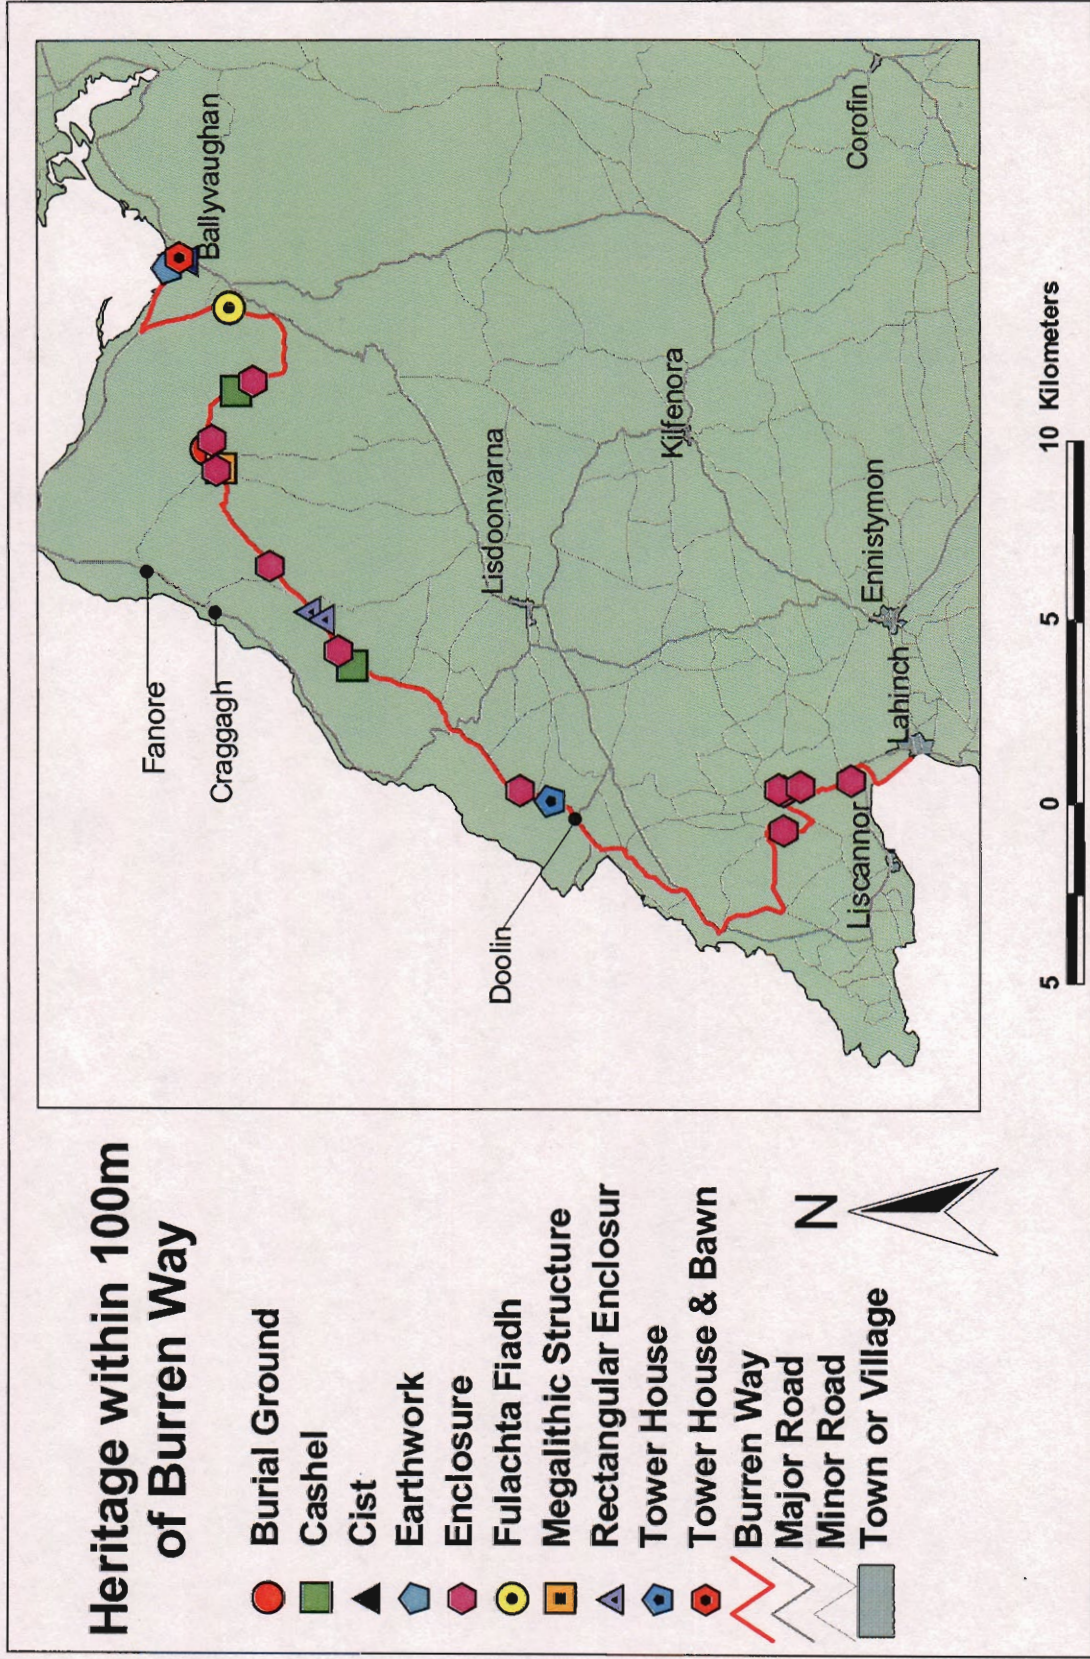 Heritage within 100m
of Burren Way
Burial Ground
Cashel
Cist
Earthwork
Enclosure
Fulachta Fiadh
Megalithic Structure
Rectangular Enclosur
Tower House
Tower House & Bawn
Burren Way
Major Road
Minor Road
Town or Village
N
Fanore
Craggagh
Ballyvaughan
Doolin
Lisdoonvarna
Kilfenora
Liscannor
Lahinch
Ennistymon
Corofin
5 0 5 10 Kilometers